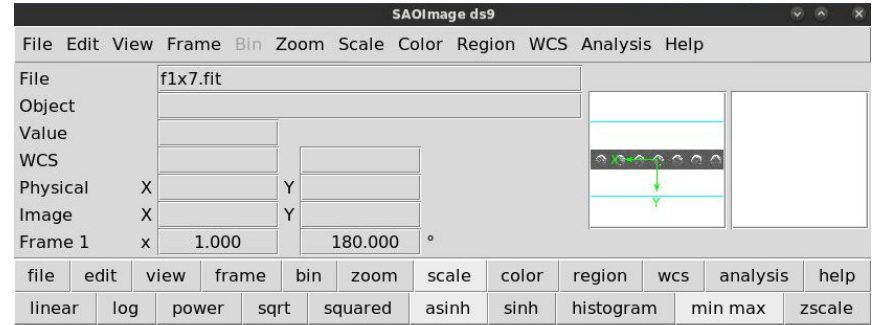 SAOImage ds9
File Edit View Frame Bin Zoom Scale Color Region WCS Analysis Help
File f1x7.fit
Object
Value
WCS
Physical X Y
Image X Y
Frame 1 x 1.000 180.000 °
X
Y
file edit view frame bin zoom scale color region wcs analysis help
linear log power sqrt squared asinh sinh histogram min max zscale